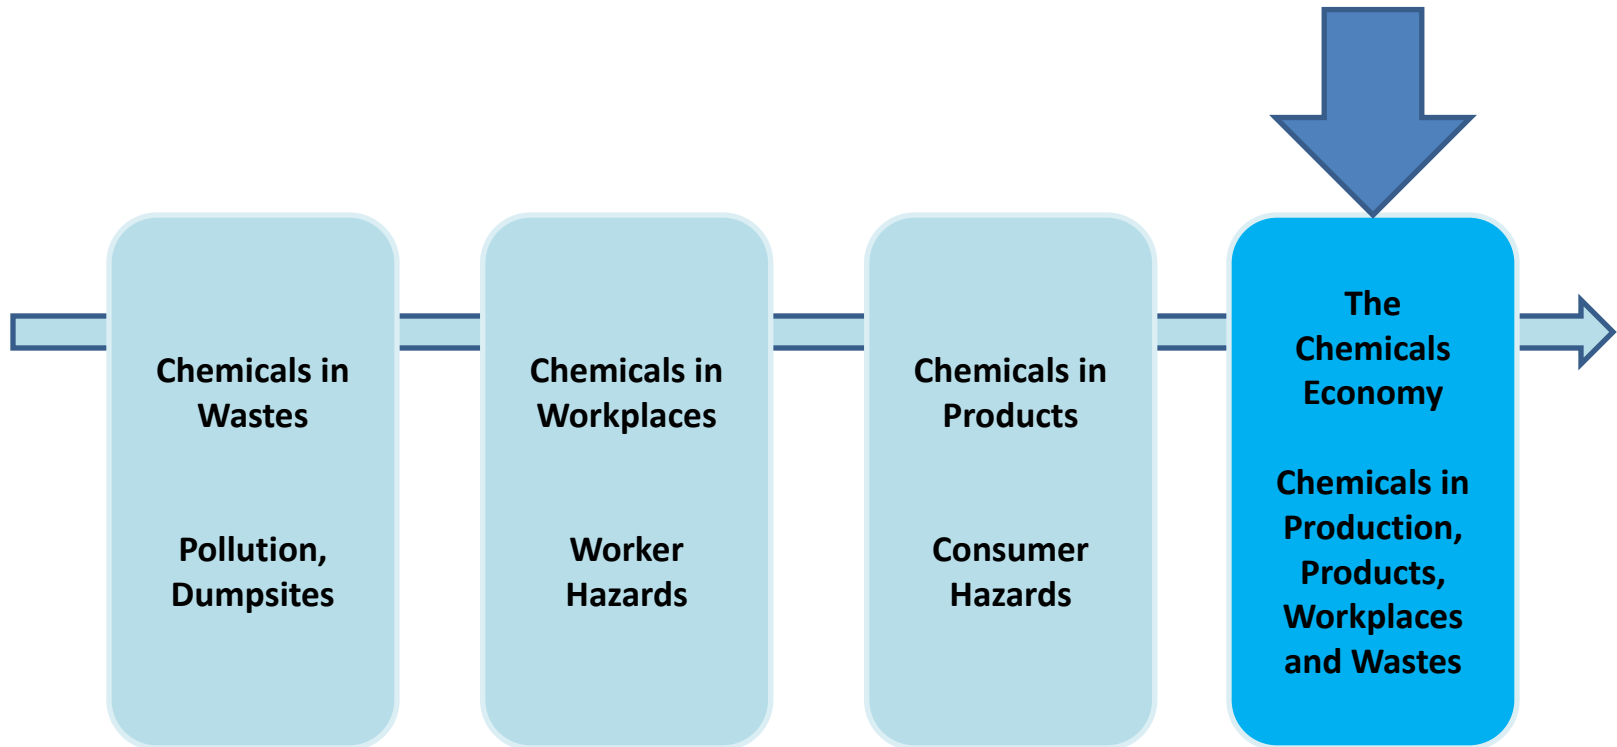 Chemicals in
Wastes
Pollution,
Dumpsites
Chemicals in
Workplaces
Worker
Hazards
Chemicals in
Products
Consumer
Hazards
The
Chemicals
Economy
Chemicals in
Production,
Products,
Workplaces
and Wastes